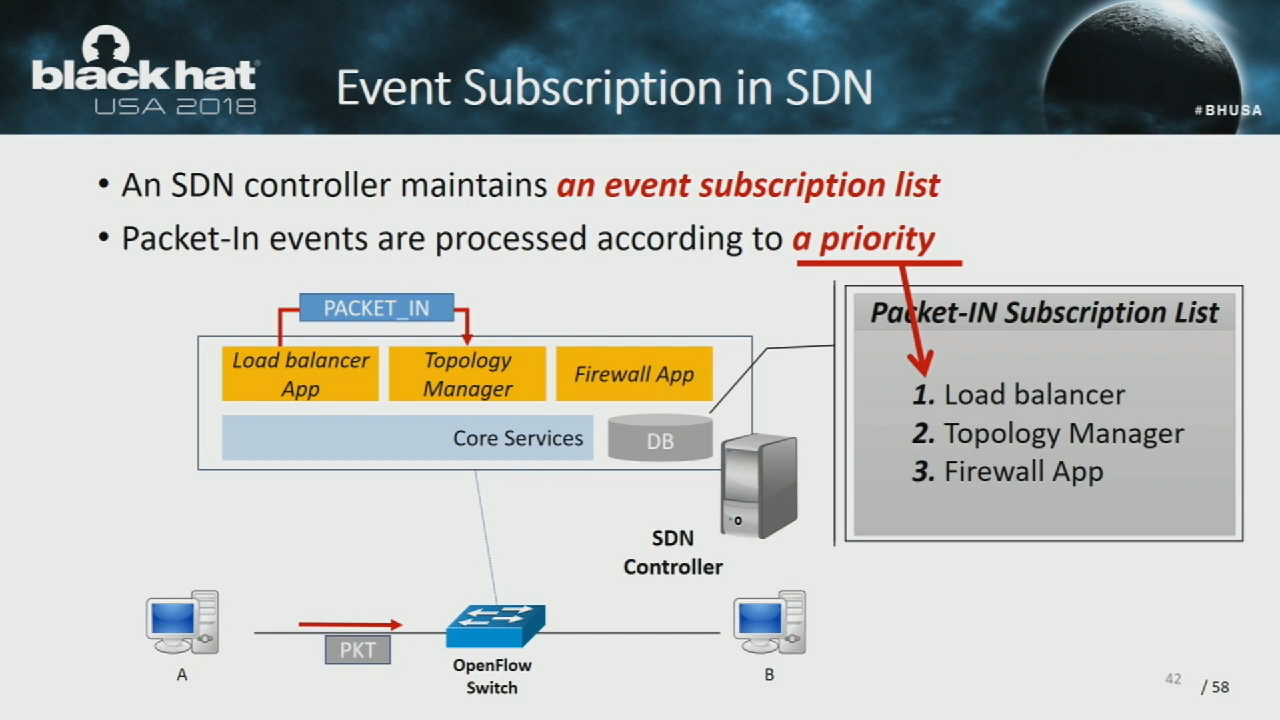 black hat
USA 2018
Event Subscription in SDN
#BHUSA
• An SDN controller maintains an event subscription list
• Packet-In events are processed according to a priority
PACKET_IN
Load balancer
App
Topology
Manager
Firewall App
Core Services
DB
Packet-IN Subscription List
1. Load balancer
2. Topology Manager
3. Firewall App
SDN
Controller
PKT
A
OpenFlow
Switch
B
42
/ 58